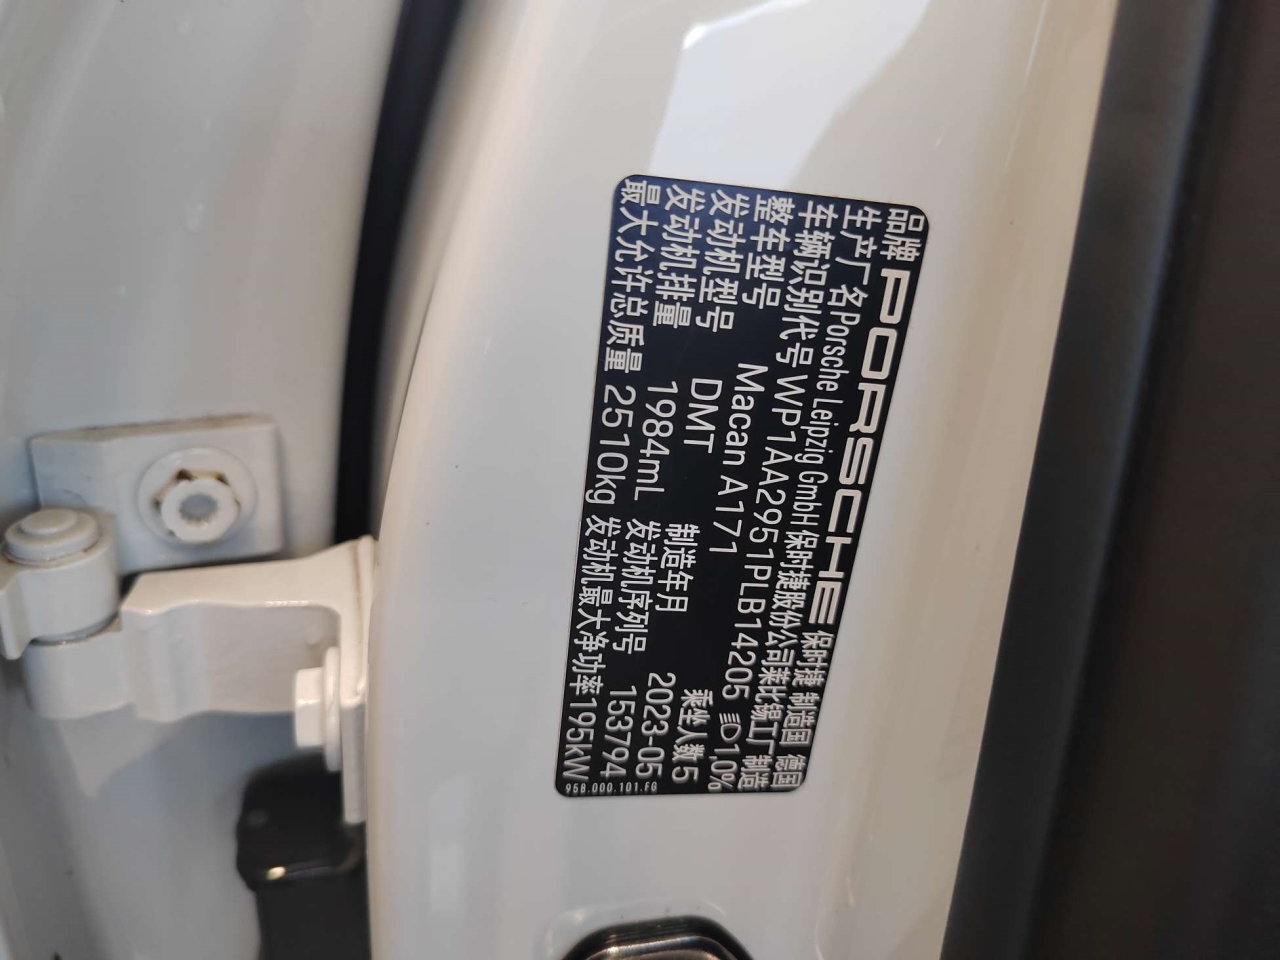 品牌 PORSCHE 保时捷 制造国 德国
生产厂名 Porsche Leipzig GmbH 保时捷股份公司莱比锡工厂 制造
车辆识别代号 WP1AA2951PLB14205 1,0%
整车型号 Macan A171 乘坐人数 5
发动机型号 DMT 制造年月 2023-05
发动机排量 1984mL 发动机序列号 153794
最大允许总质量 2510kg 发动机最大净功率 195kW
958.000.101.FG